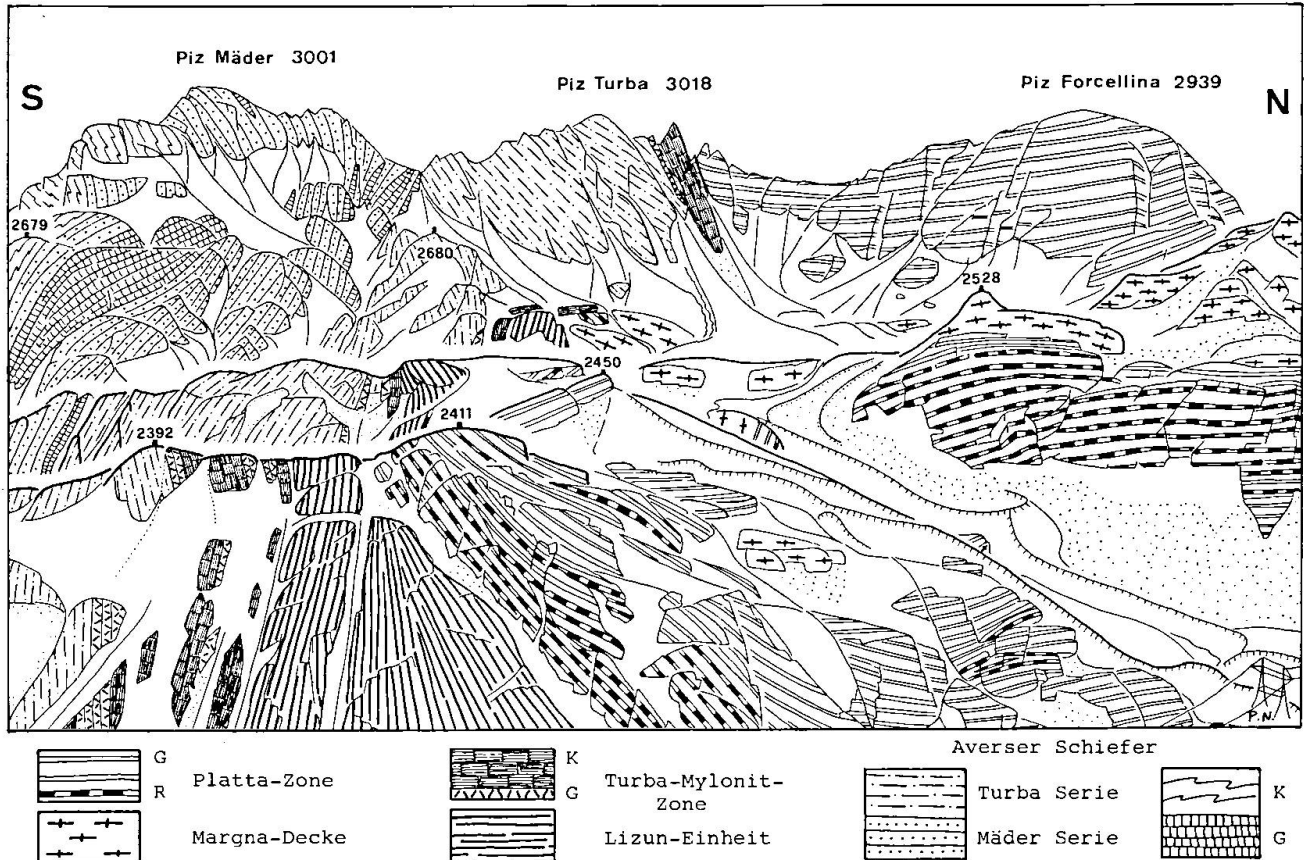 Piz Mäder 3001
Piz Turba 3018
Piz Forcellina 2939
S
N
2679
2680
2528
2450
2411
2392
P.N.
G
R
Platta-Zone
Margna-Decke
K
G
Turba-Mylonit-
Zone
Lizun-Einheit
Averser Schiefer
Turba Serie
Mäder Serie
K
G